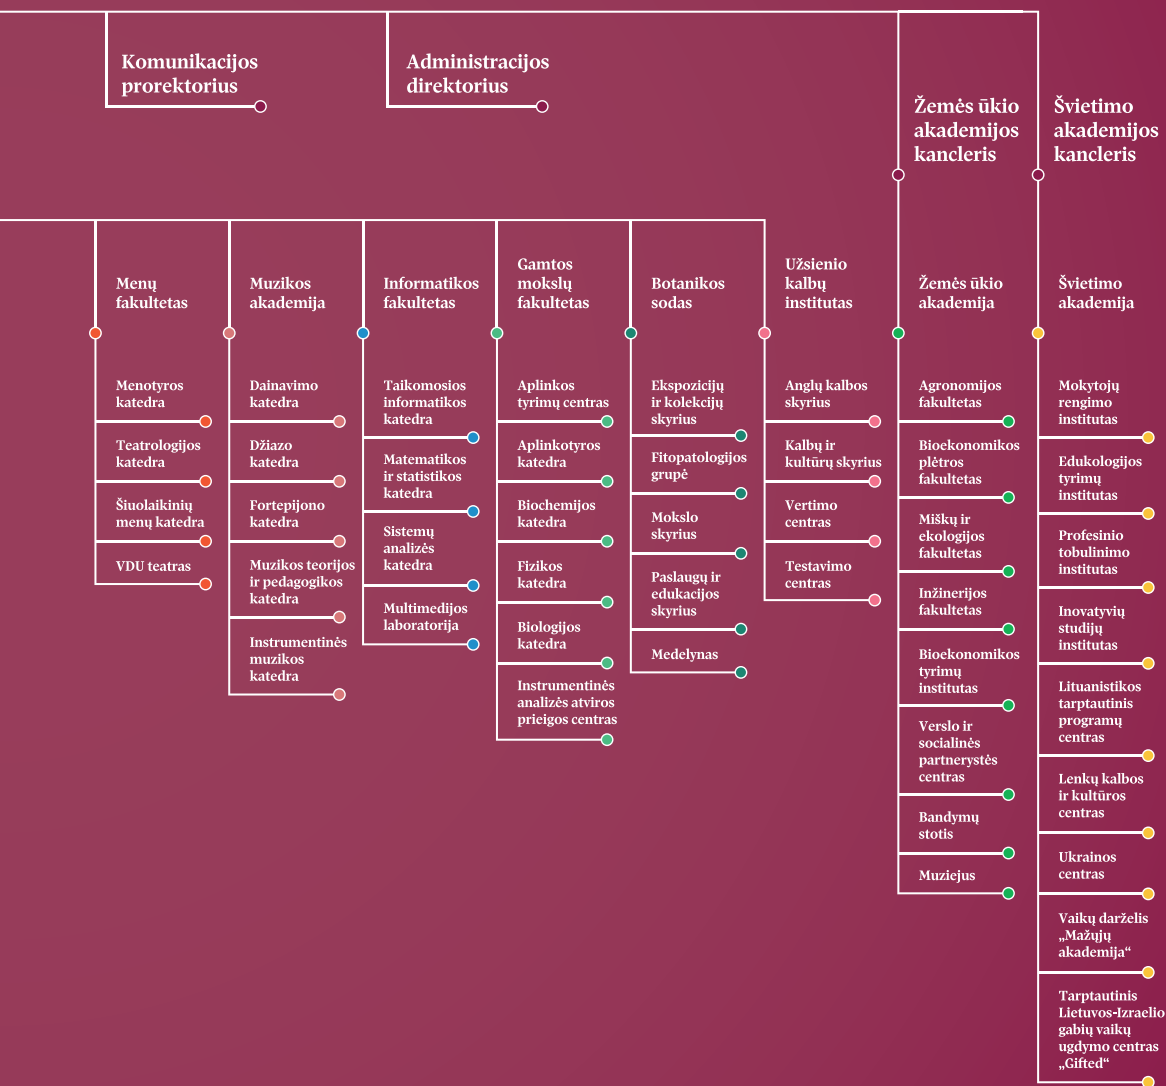 Komunikacijos
prorektorius
Administracijos
direktorius
Žemės ūkio
akademijos
kancleris
Švietimo
akademijos
kancleris
Menų
fakultetas
Menotyros
katedra
Teatrologijos
katedra
Šiuolaikinių
menų katedra
VDU teatras
Muzikos
akademija
Dainavimo
katedra
Džiazo
katedra
Fortepijono
katedra
Muzikos teorijos
ir pedagogikos
katedra
Instrumentinės
muzikos
katedra
Informatikos
fakultetas
Taikomosios
informatikos
katedra
Matematikos
ir statistikos
katedra
Sistemų
analizės
katedra
Multimedijos
laboratorija
Gamtos
mokslų
fakultetas
Aplinkos
tyrimų centras
Aplinkotyros
katedra
Biochemijos
katedra
Fizikos
katedra
Biologijos
katedra
Instrumentinės
analizės atviros
prieigos centras
Botanikos
sodas
Ekspozicijų
ir kolekcijų
skyrius
Fitopatologijos
grupė
Mokslo
skyrius
Paslaugų ir
edukacijos
skyrius
Medelynas
Užsienio
kalbų
institutas
Anglų kalbos
skyrius
Kalbų ir
kultūrų skyrius
Vertimo
centras
Testavimo
centras
Žemės ūkio
akademija
Agronomijos
fakultetas
Bioekonomikos
plėtros
fakultetas
Miškų ir
ekologijos
fakultetas
Inžinerijos
fakultetas
Bioekonomikos
tyrimų
institutas
Verslo ir
socialinės
partnerystės
centras
Bandymų
stotis
Muziejus
Švietimo
akademija
Mokytojų
rengimo
institutas
Edukologijos
tyrimų
institutas
Profesinio
tobulinimo
institutas
Inovatyvių
studijų
institutas
Lituanistikos
tarptautinis
programų
centras
Lenkų kalbos
ir kultūros
centras
Ukrainos
centras
Vaikų darželis
„Mažųjų
akademija“
Tarptautinis
Lietuvos-Izraelio
gabių vaikų
ugdymo centras
„Gifted“